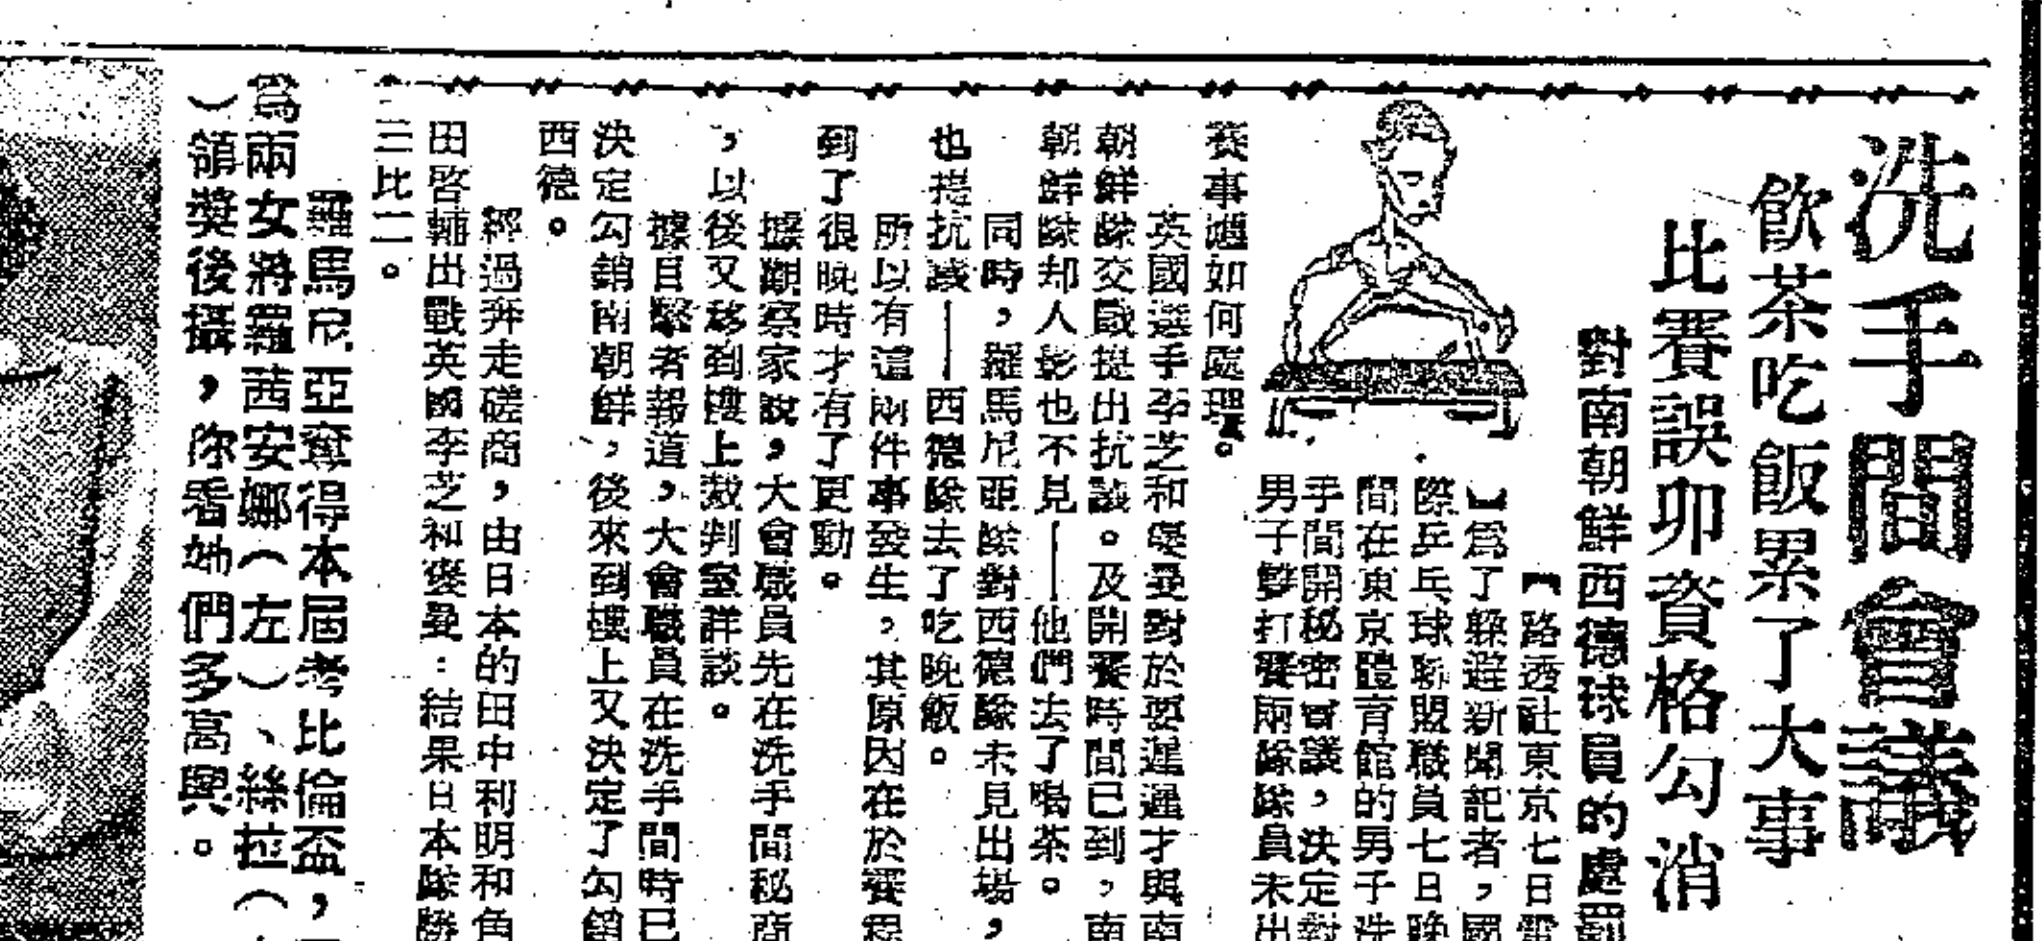 洗手間會議
飲茶吃飯累了大事
比賽誤卯資格勾消
對南朝鮮西德球員的處罰
【路透社東京七日電
】爲了躲避新聞記者，國
際乒乓球聯盟職員七日晚
間在東京體育館的男子洗
手間開秘密會議，決定對
男子雙打賽兩隊隊員未出
賽事應如何處理。
英國選手李芝和 對於要遲遲才與南
朝鮮隊交戰提出抗議。及開賽時間已到，南
朝鮮隊却人影也不見——他們去了喝茶。
同時，羅馬尼亞隊對西德隊未見出場，
也提抗議——西德隊去了吃晚飯。
所以有這兩件事發生，其原因在於賽程
到了很晚時才有了更動。
據觀察家說，大會職員先在洗手間秘商
，以後又移到樓上裁判室詳談。
據目擊者報道，大會職員在洗手間時已
決定勾銷南朝鮮，後來到樓上又決定了勾銷
西德。
經過奔走磋商，由日本的田中利明和角
田啓輔出戰英國李芝和 曼：結果日本隊勝
三比二。
羅馬尼亞奪得本屆考比倫盃，
爲兩女將羅茜安娜（左）、絲拉（
）領獎後攝，你看她們多高興。